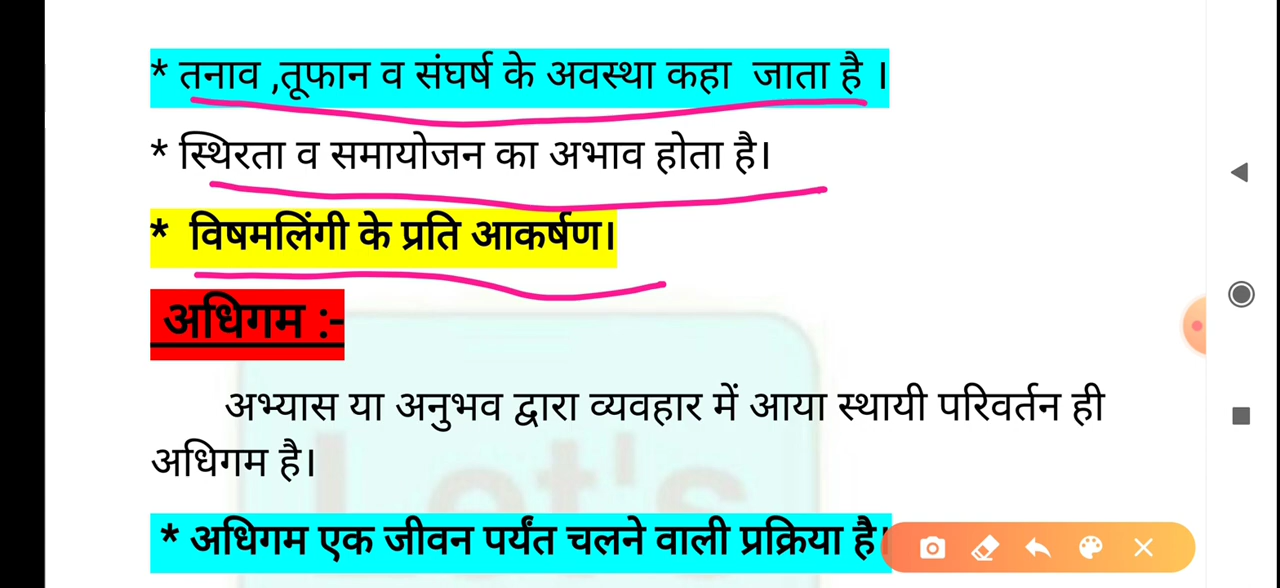 * तनाव ,तूफान व संघर्ष के अवस्था कहा जाता है ।
* स्थिरता व समायोजन का अभाव होता है।
* विषमलिंगी के प्रति आकर्षण।
अधिगम :-
अभ्यास या अनुभव द्वारा व्यवहार में आया स्थायी परिवर्तन ही
अधिगम है।
Let's
* अधिगम एक जीवन पर्यंत चलने वाली प्रक्रिया है।